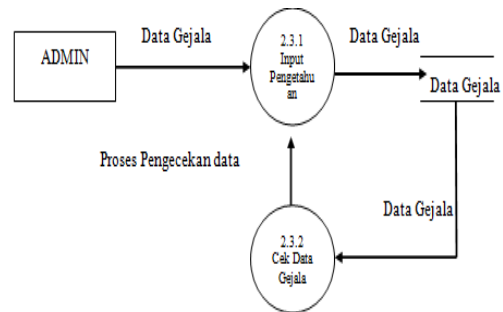 ADMIN
Data Gejala
2.3.1
Input
Pengetahu
an
Data Gejala
Data Gejala
Proses Pengecekan data
Data Gejala
2.3.2
Cek Data
Gejala